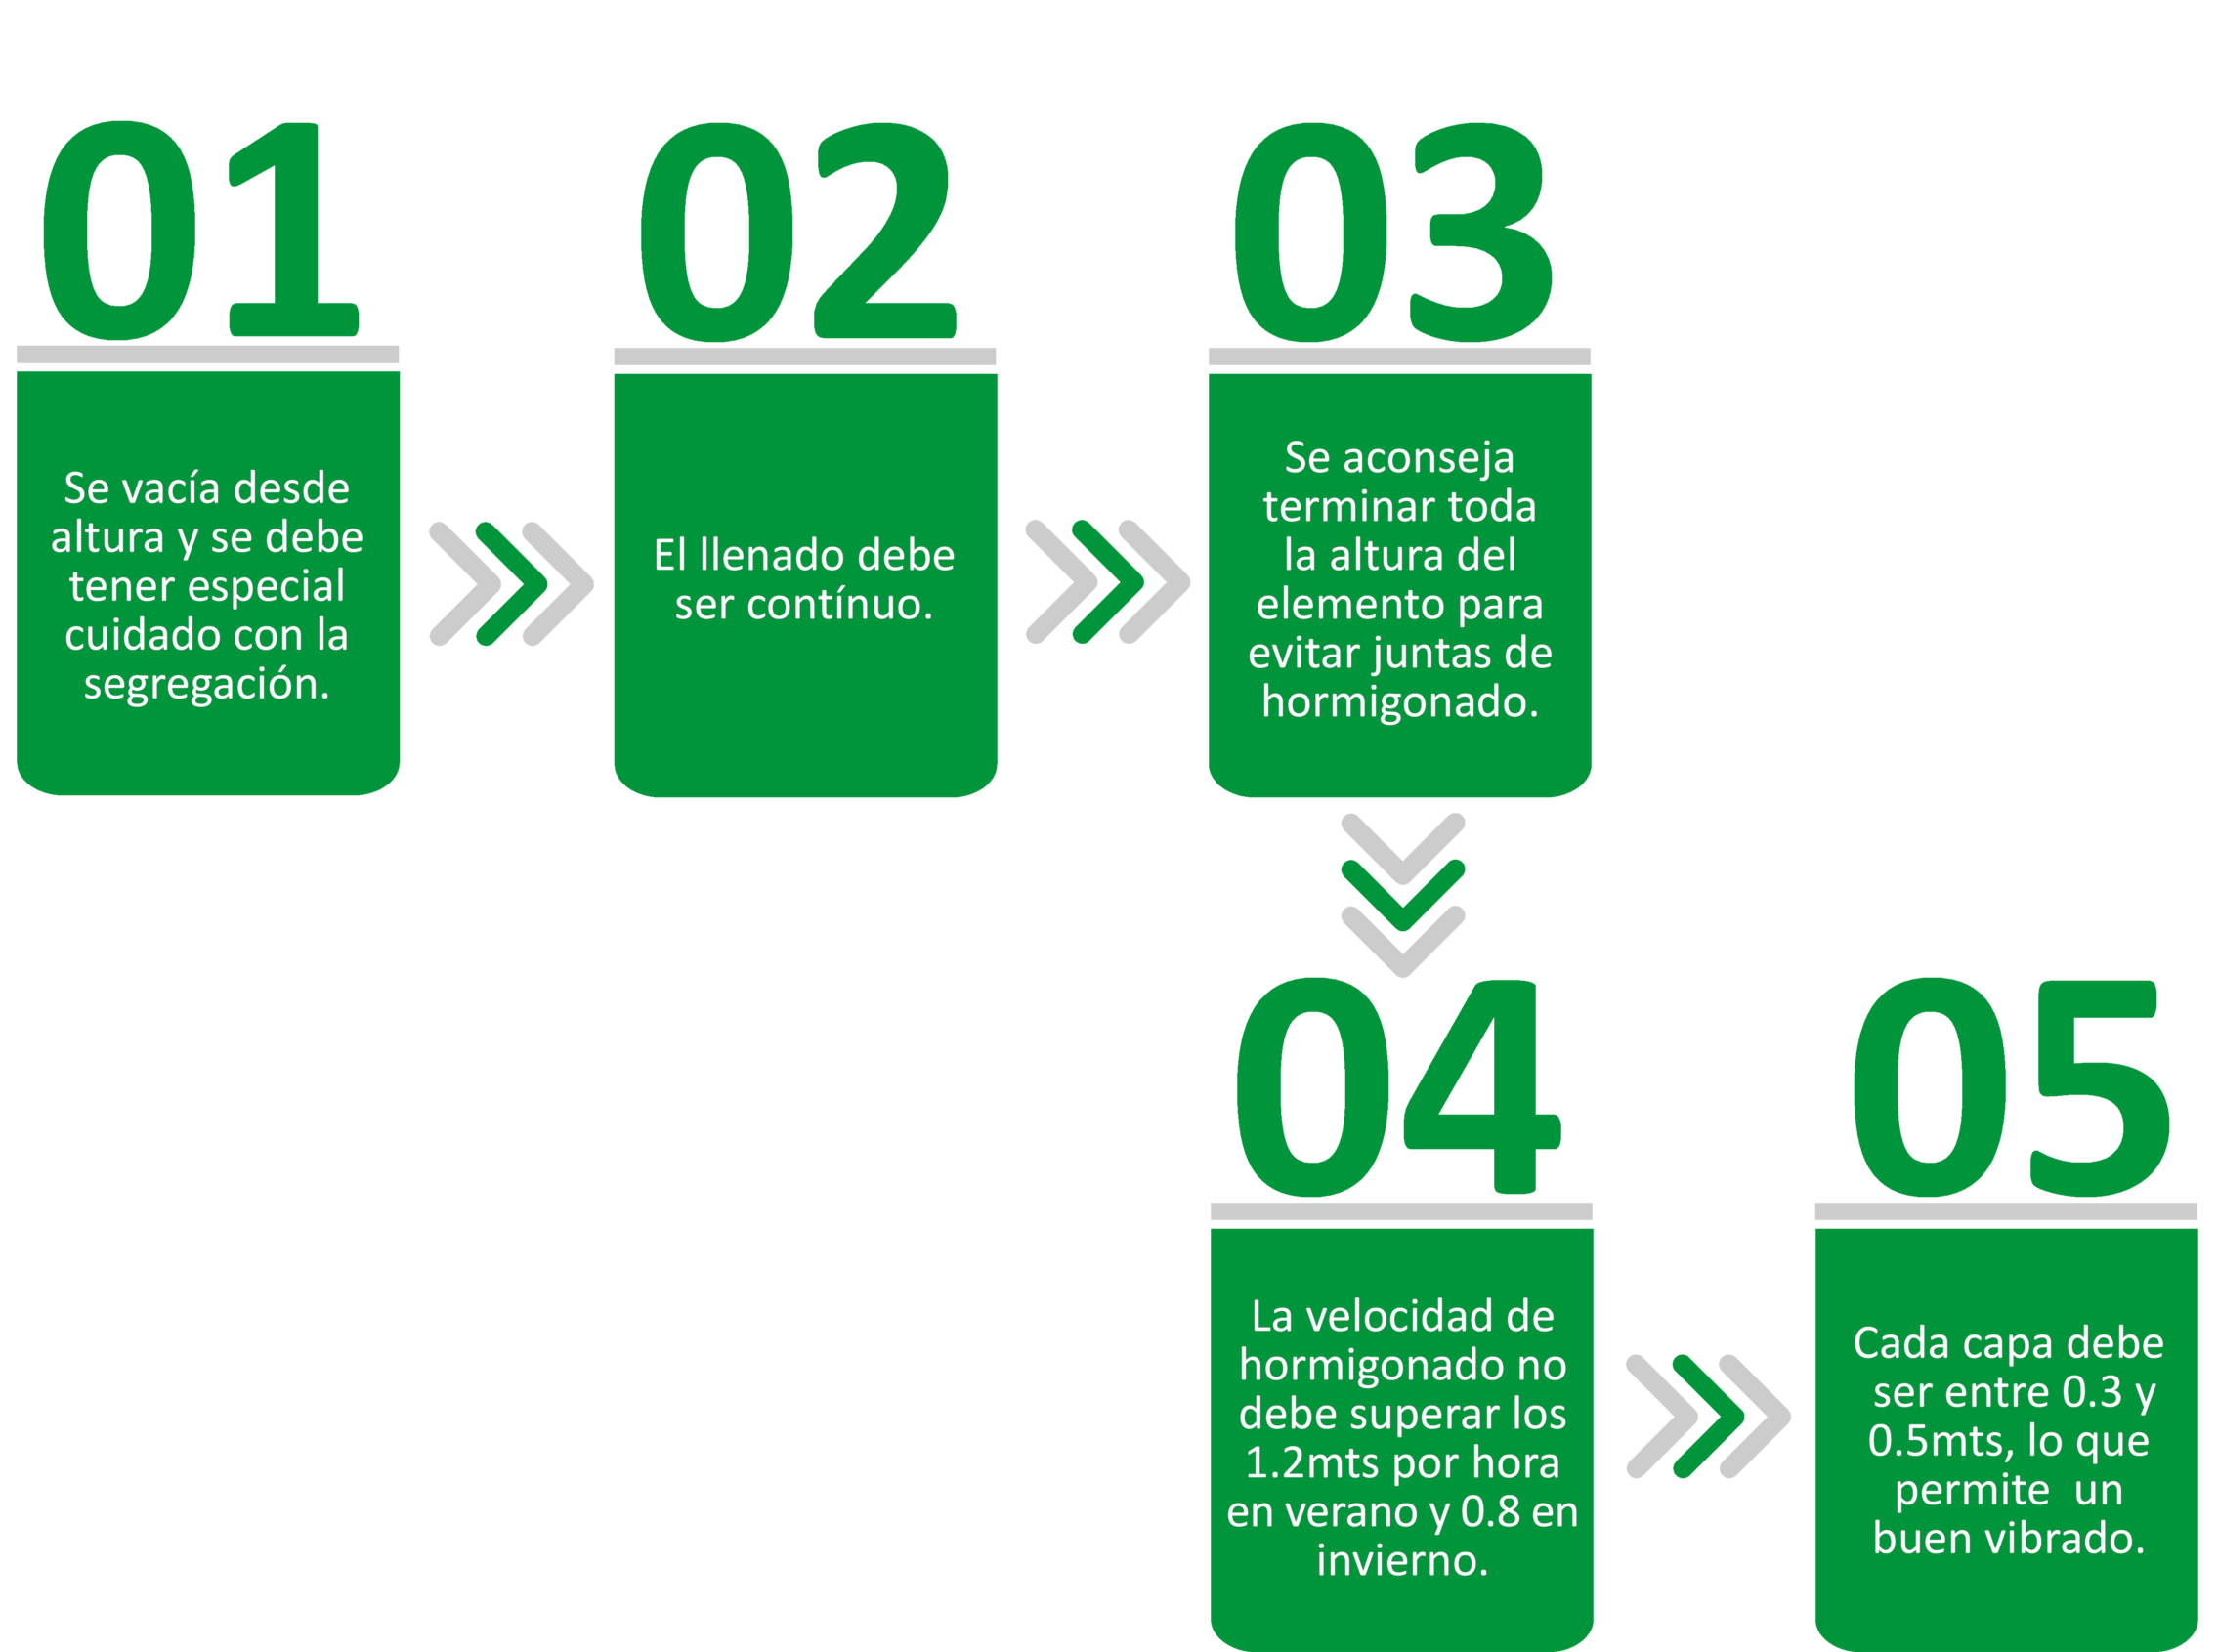 01
Se vacía desde
altura y se debe
tener especial
cuidado con la
segregación.
02
El llenado debe
ser contínuo.
03
Se aconseja
terminar toda
la altura del
elemento para
evitar juntas de
hormigonado.
04
La velocidad de
hormigonado no
debe superar los
1.2mts por hora
en verano y 0.8 en
invierno.
05
Cada capa debe
ser entre 0.3 y
0.5mts, lo que
permite  un
buen vibrado.